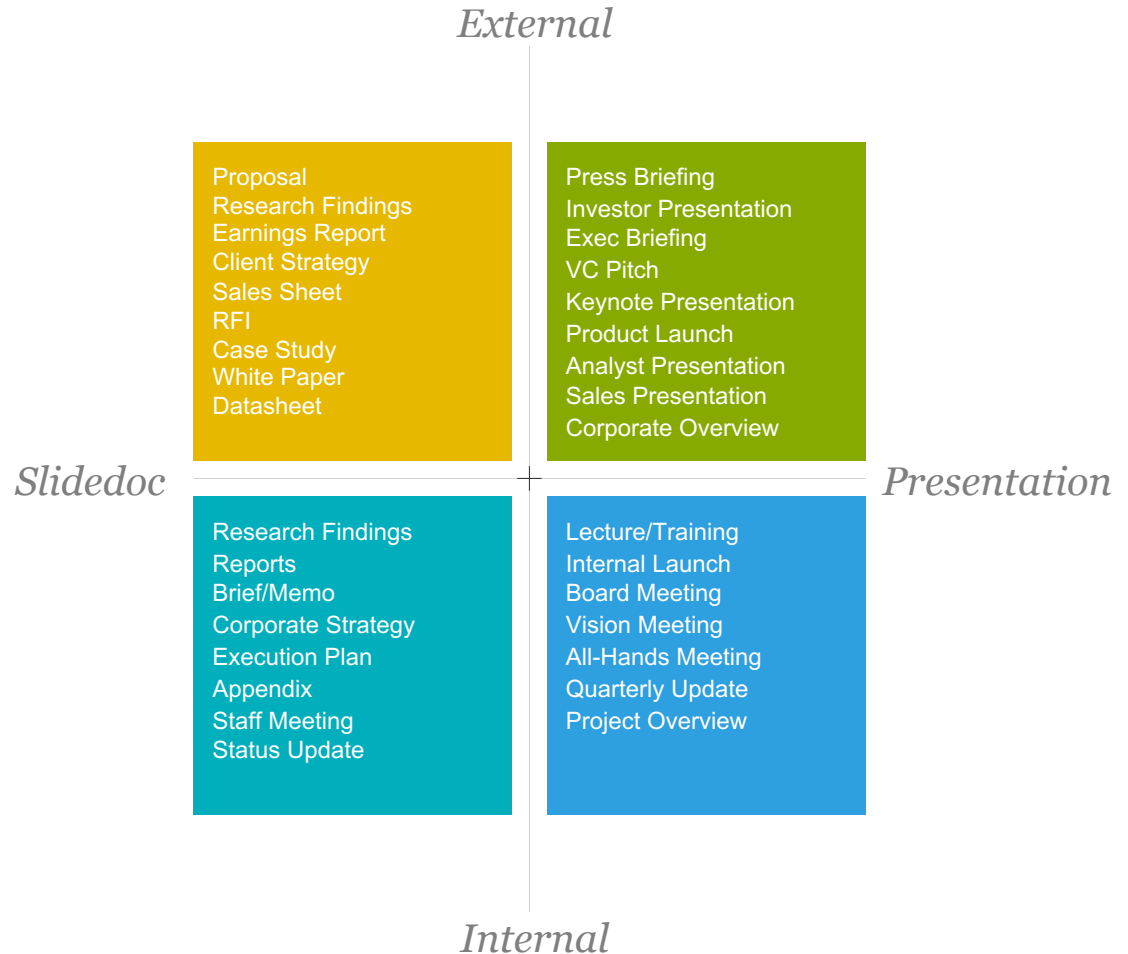 External
Proposal
Research Findings
Earnings Report
Client Strategy
Sales Sheet
RFI
Case Study
White Paper
Datasheet
Press Briefing
Investor Presentation
Exec Briefing
VC Pitch
Keynote Presentation
Product Launch
Analyst Presentation
Sales Presentation
Corporate Overview
Slidedoc
Presentation
Research Findings
Reports
Brief/Memo
Corporate Strategy
Execution Plan
Appendix
Staff Meeting
Status Update
Lecture/Training
Internal Launch
Board Meeting
Vision Meeting
All-Hands Meeting
Quarterly Update
Project Overview
Internal